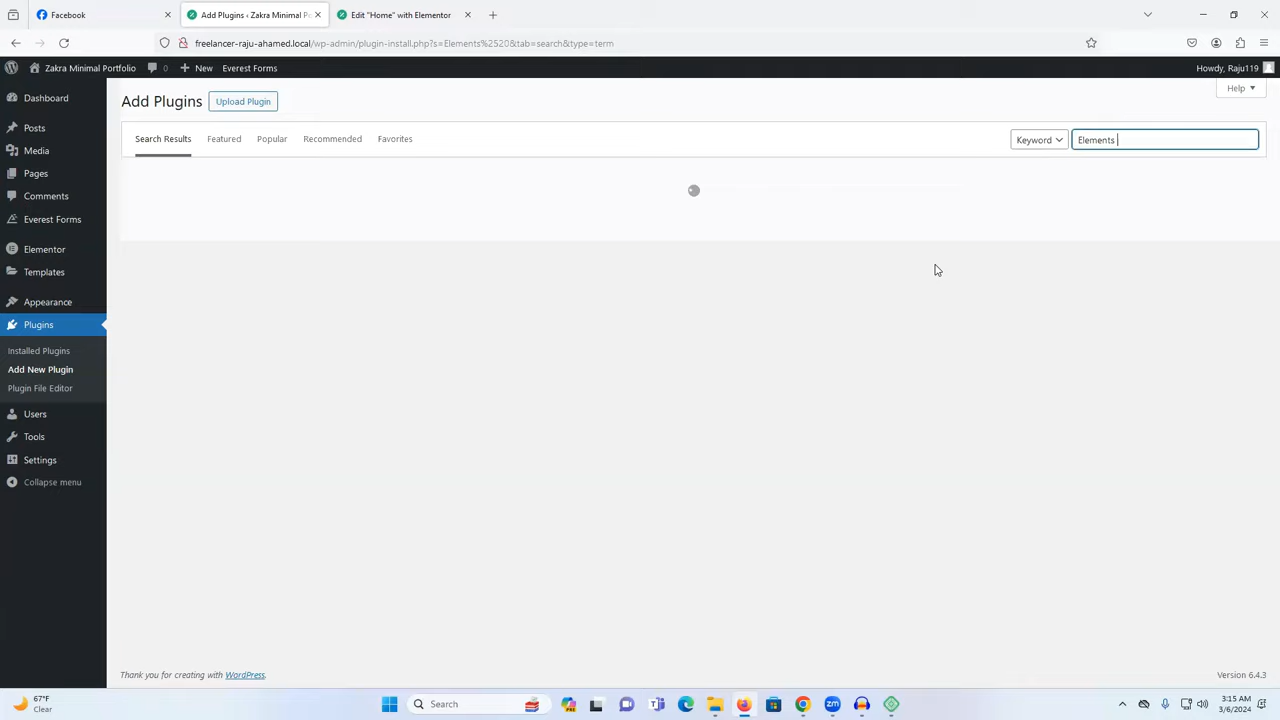 Facebook
Add Plugins ‹ Zakra Minimal Po
Edit "Home" with Elementor
freelancer-raju-ahamed.local/wp-admin/plugin-install.php?s=Elements%2520&tab=search&type=term
Zakra Minimal Portfolio
0
New
Everest Forms
Howdy, Raju119
Dashboard
Posts
Media
Pages
Comments
Everest Forms
Elementor
Templates
Appearance
Plugins
Installed Plugins
Add New Plugin
Plugin File Editor
Users
Tools
Settings
Collapse menu
Help
Add Plugins
Upload Plugin
Search Results
Featured
Popular
Recommended
Favorites
Keyword
Elements
Thank you for creating with WordPress.
Version 6.4.3
67°F
Clear
Search
3:15 AM
3/6/2024